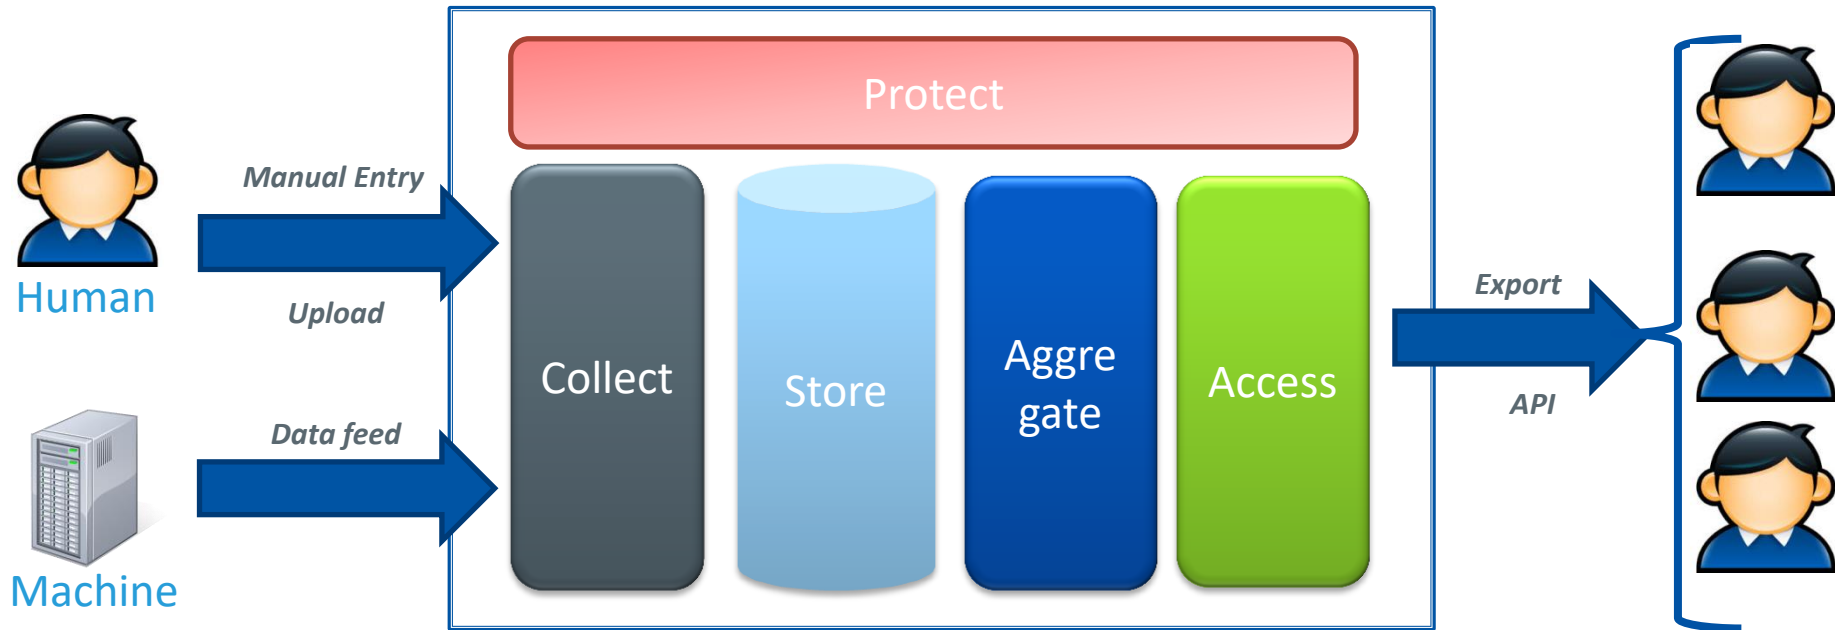 Protect
Manual Entry
Human
Upload
Data feed
Machine
Collect
Store
Aggre
gate
Access
Export
API